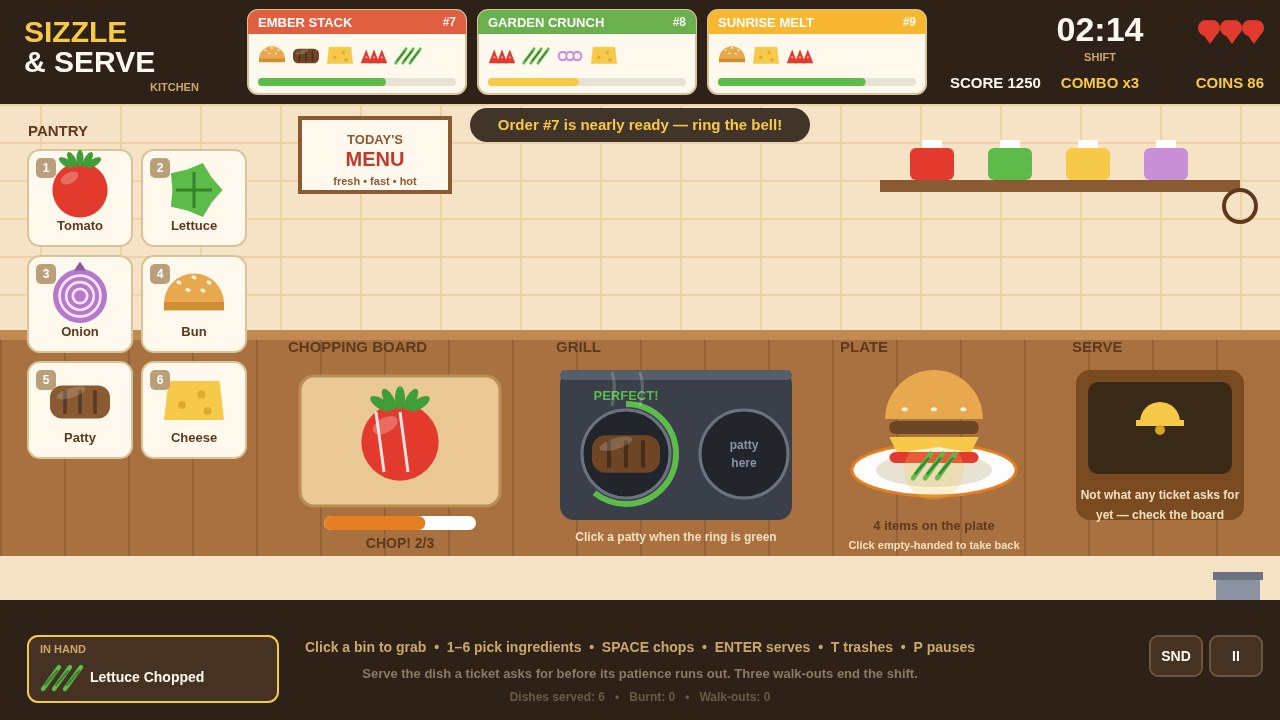 SIZZLE
& SERVE
KITCHEN
EMBER STACK #7
GARDEN CRUNCH #8
SUNRISE MELT #9
02:14
SHIFT
SCORE 1250 COMBO x3 COINS 86
Order #7 is nearly ready — ring the bell!
PANTRY
TODAY'S
MENU
fresh • fast • hot
1
Tomato
2
Lettuce
3
Onion
4
Bun
5
Patty
6
Cheese
CHOPPING BOARD
CHOP! 2/3
GRILL
PERFECT!
patty
here
Click a patty when the ring is green
PLATE
4 items on the plate
Click empty-handed to take back
SERVE
Not what any ticket asks for
yet — check the board
IN HAND
Lettuce Chopped
Click a bin to grab • 1–6 pick ingredients • SPACE chops • ENTER serves • T trashes • P pauses
Serve the dish a ticket asks for before its patience runs out. Three walk-outs end the shift.
Dishes served: 6 • Burnt: 0 • Walk-outs: 0
SND
II